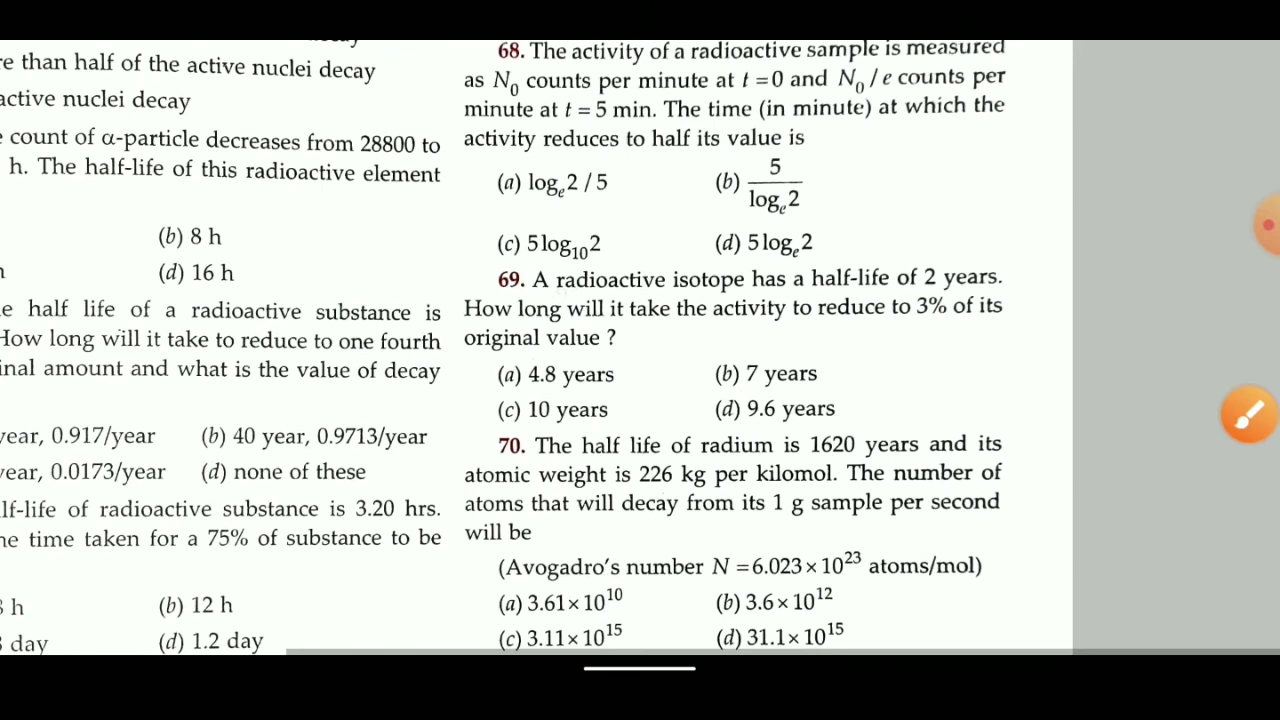 re than half of the active nuclei decay
active nuclei decay
count of α-particle decreases from 28800 to
h. The half-life of this radioactive element
(b) 8 h
(d) 16 h
e half life of a radioactive substance is
How long will it take to reduce to one fourth
inal amount and what is the value of decay
year, 0.917/year (b) 40 year, 0.9713/year
year, 0.0173/year (d) none of these
lf-life of radioactive substance is 3.20 hrs.
ne time taken for a 75% of substance to be
h (b) 12 h
day (d) 1.2 day
68. The activity of a radioactive sample is measured
as N₀ counts per minute at t = 0 and N₀ / e counts per
minute at t = 5 min. The time (in minute) at which the
activity reduces to half its value is
(a) logₑ2 / 5 (b) 5 / logₑ2
(c) 5 log₁₀2 (d) 5 logₑ2
69. A radioactive isotope has a half-life of 2 years.
How long will it take the activity to reduce to 3% of its
original value ?
(a) 4.8 years (b) 7 years
(c) 10 years (d) 9.6 years
70. The half life of radium is 1620 years and its
atomic weight is 226 kg per kilomol. The number of
atoms that will decay from its 1 g sample per second
will be
(Avogadro's number N = 6.023 × 10²³ atoms/mol)
(a) 3.61 × 10¹⁰ (b) 3.6 × 10¹²
(c) 3.11 × 10¹⁵ (d) 31.1 × 10¹⁵